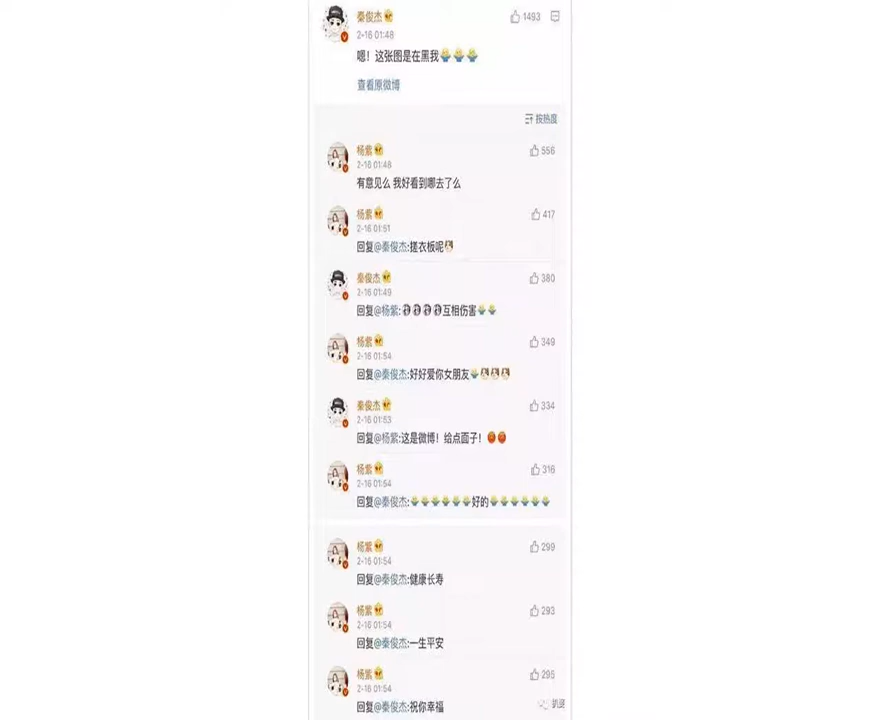 秦俊杰
1493
2-16 01:48
嗯！这张图是在黑我
查看原微博
按热度
杨紫
556
2-16 01:48
有意见么 我好看到哪去了么
杨紫
417
2-16 01:51
回复@秦俊杰:搓衣板呢
秦俊杰
380
2-16 01:49
回复@杨紫:互相伤害
杨紫
349
2-16 01:54
回复@秦俊杰:好好爱你女朋友
秦俊杰
334
2-16 01:53
回复@杨紫:这是微博！给点面子！
杨紫
316
2-16 01:54
回复@秦俊杰:好的
杨紫
299
2-16 01:54
回复@秦俊杰:健康长寿
杨紫
293
2-16 01:54
回复@秦俊杰:一生平安
杨紫
295
2-16 01:54
回复@秦俊杰:祝你幸福